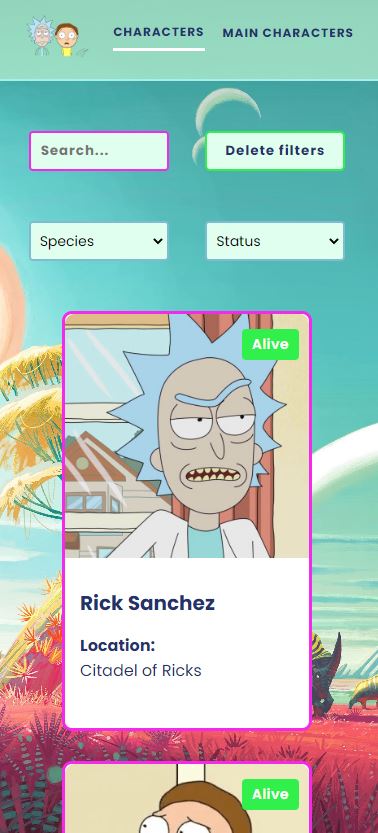 CHARACTERS
MAIN CHARACTERS
Search...
Delete filters
Species
Status
Alive
Rick Sanchez
Location:
Citadel of Ricks
Alive